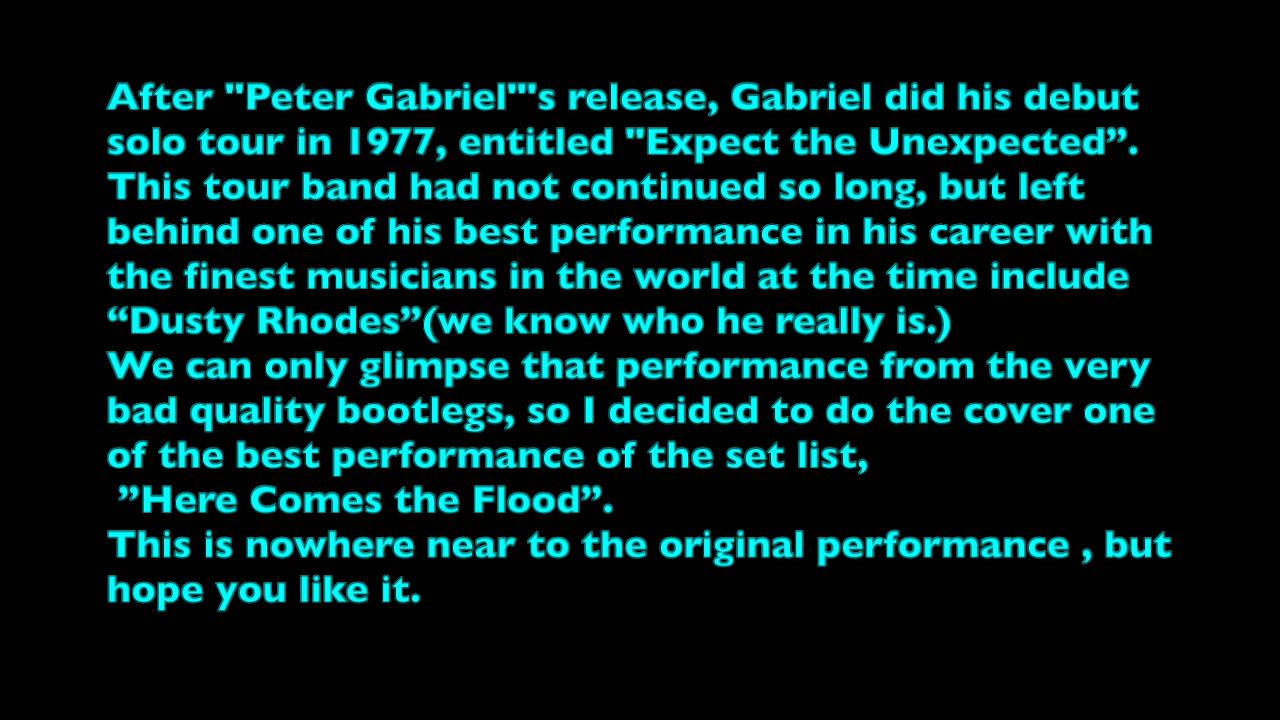 After "Peter Gabriel"'s release, Gabriel did his debut
solo tour in 1977, entitled "Expect the Unexpected”.
This tour band had not continued so long, but left
behind one of his best performance in his career with
the finest musicians in the world at the time include
“Dusty Rhodes”(we know who he really is.)
We can only glimpse that performance from the very
bad quality bootlegs, so I decided to do the cover one
of the best performance of the set list,
”Here Comes the Flood”.
This is nowhere near to the original performance , but
hope you like it.